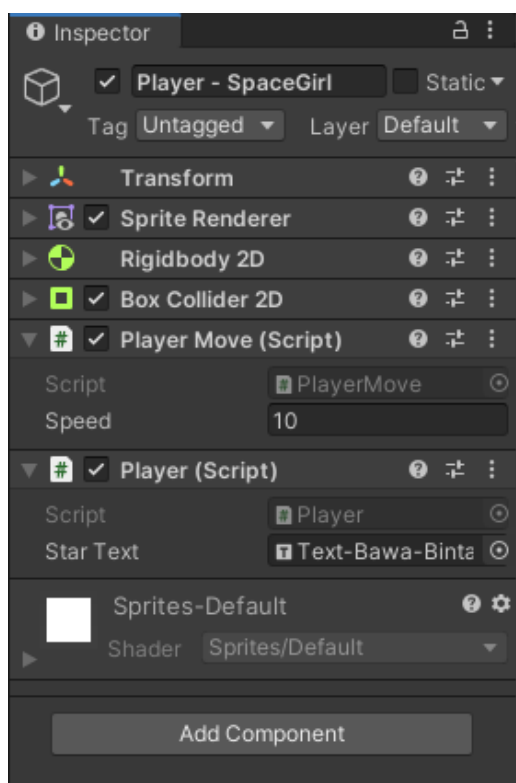 Inspector
Player - SpaceGirl Static
Tag Untagged Layer Default
Transform
Sprite Renderer
Rigidbody 2D
Box Collider 2D
# Player Move (Script)
Script # PlayerMove
Speed 10
# Player (Script)
Script # Player
Star Text T Text-Bawa-Binta
Sprites-Default
Shader Sprites/Default
Add Component